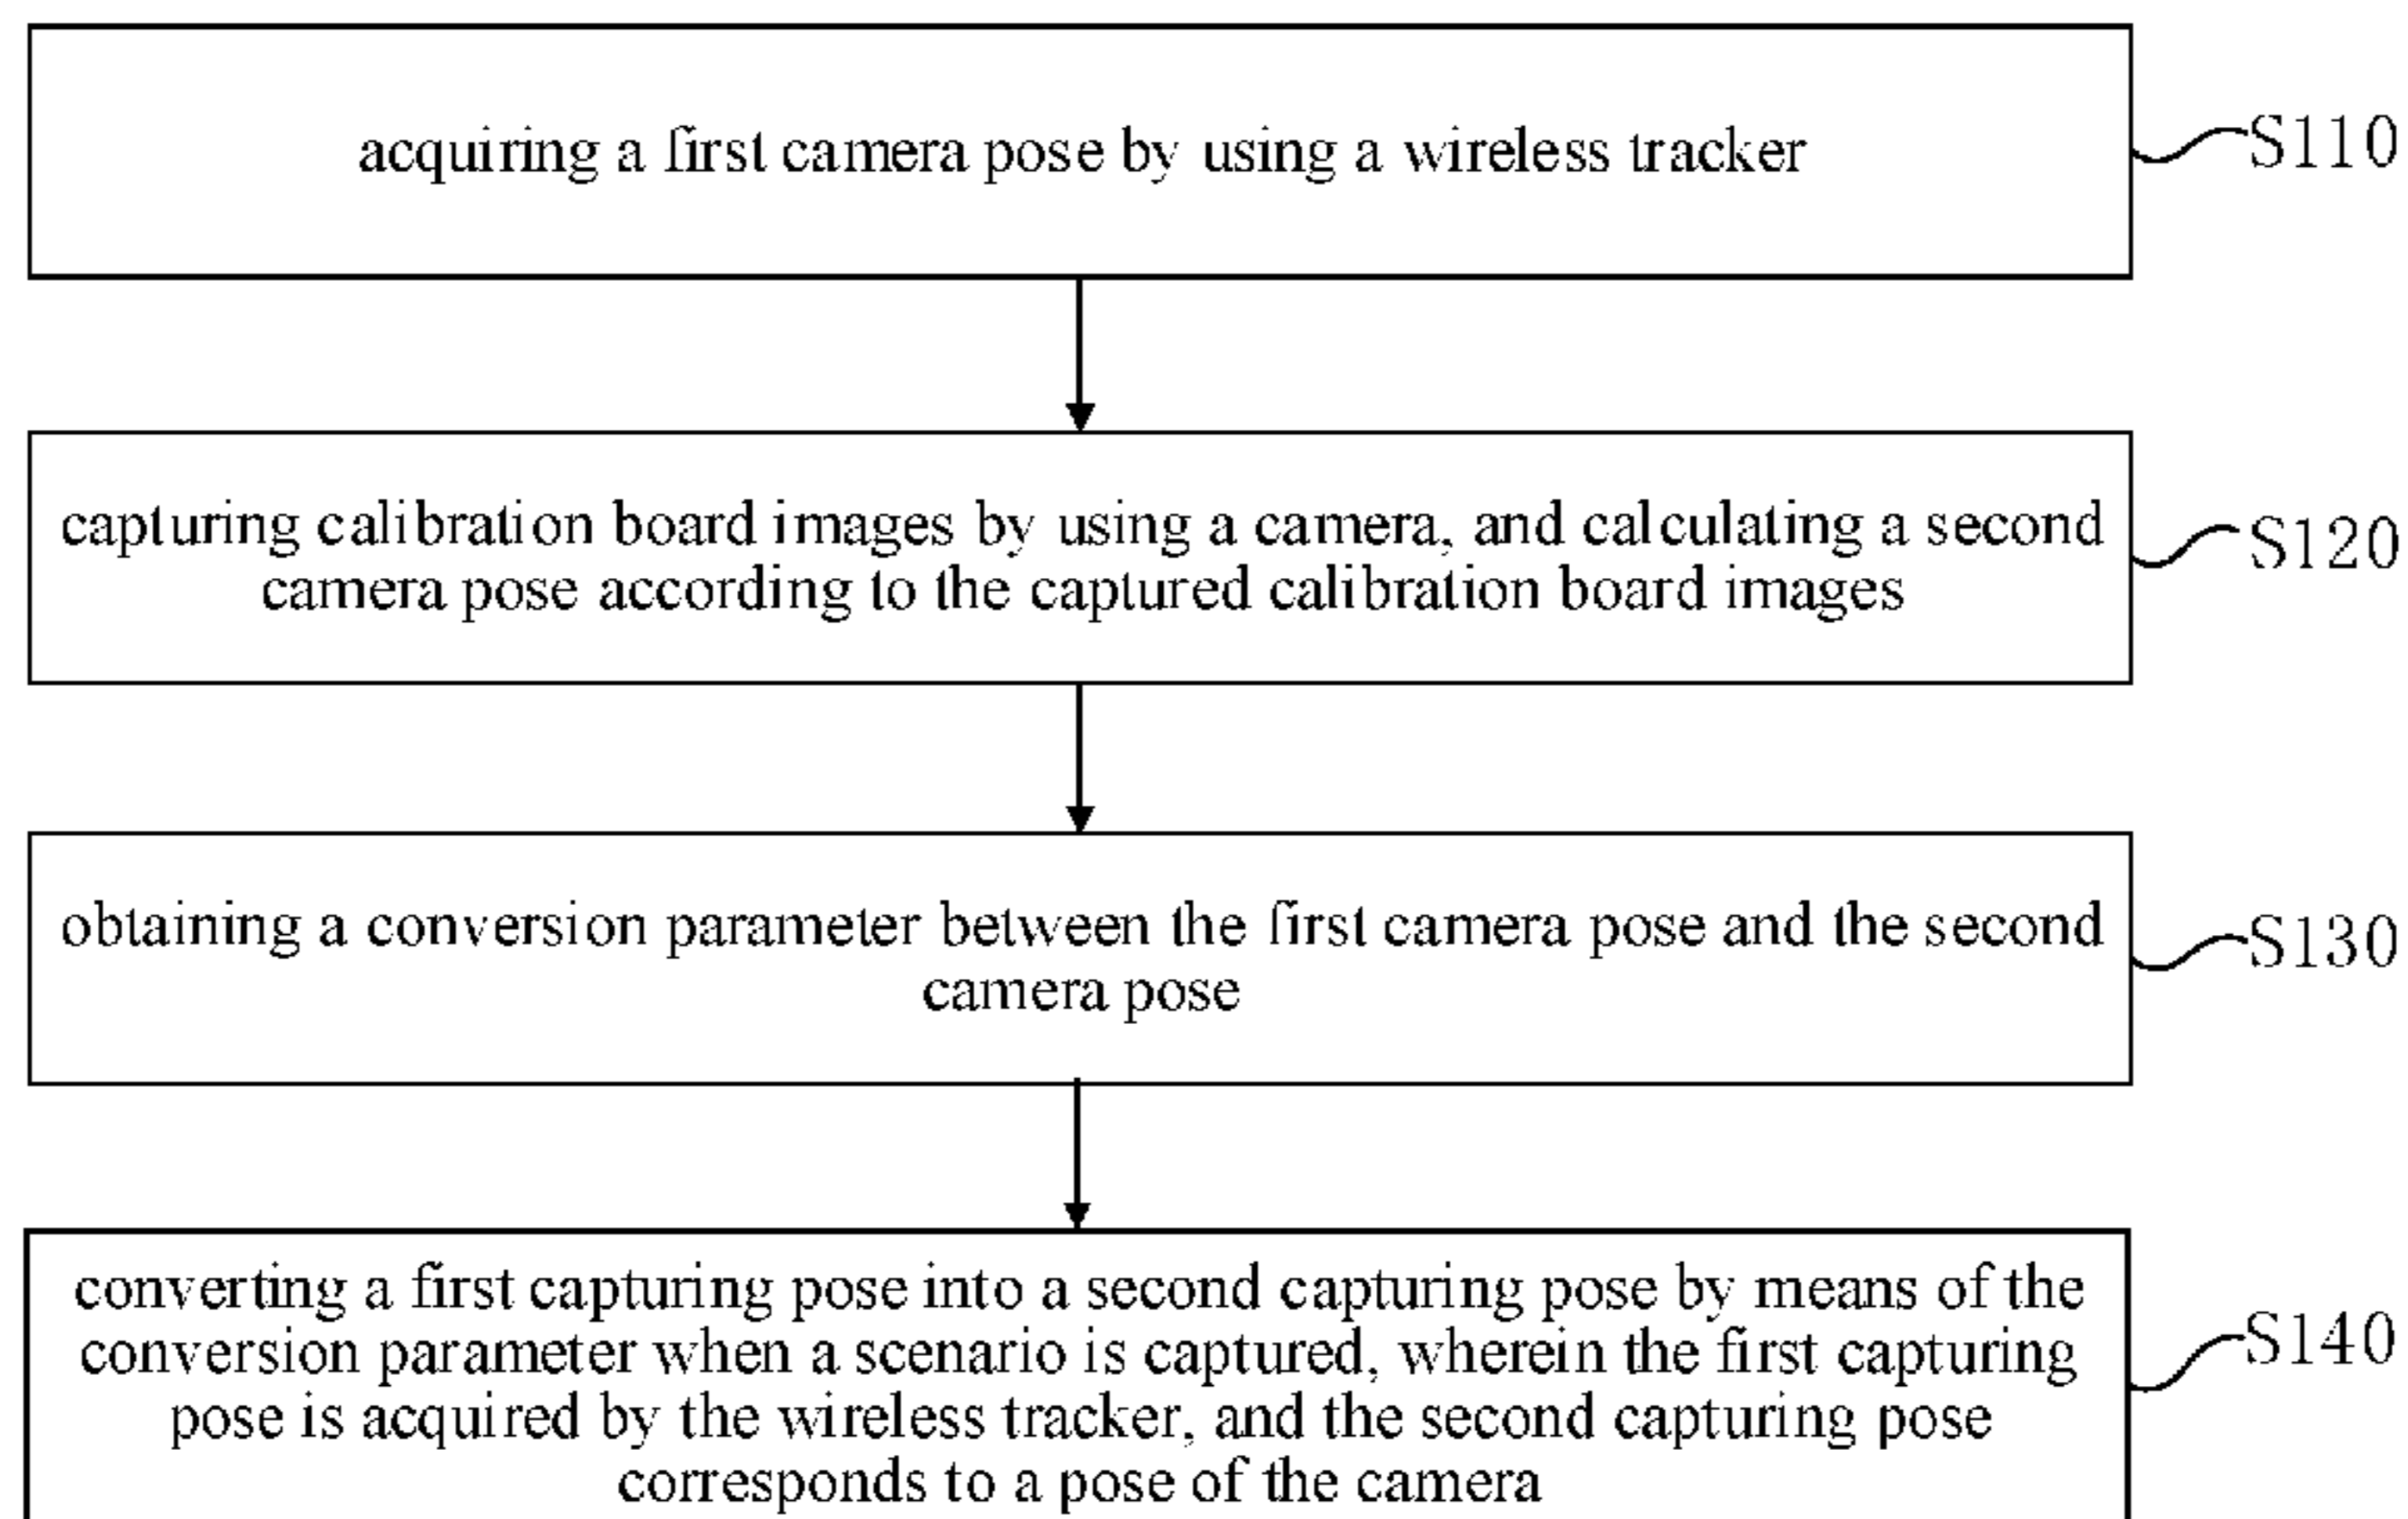 acquiring a first camera pose by using a wireless tracker
S110
capturing calibration board images by using a camera, and calculating a second
camera pose according to the captured calibration board images
S120
obtaining a conversion parameter between the first camera pose and the second
camera pose
S130
converting a first capturing pose into a second capturing pose by means of the
conversion parameter when a scenario is captured, wherein the first capturing
pose is acquired by the wireless tracker, and the second capturing pose
corresponds to a pose of the camera
S140